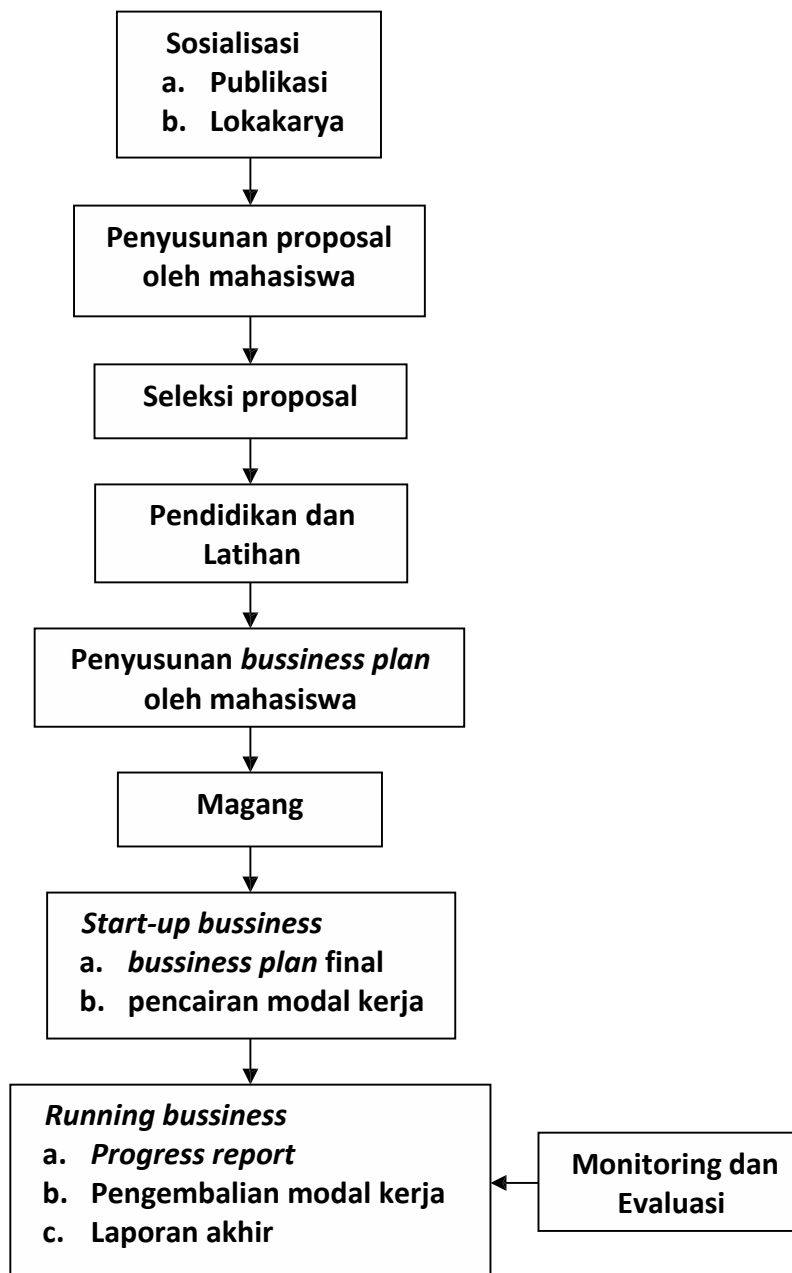 Sosialisasi
a. Publikasi
b. Lokakarya
Penyusunan proposal
oleh mahasiswa
Seleksi proposal
Pendidikan dan
Latihan
Penyusunan bussiness plan
oleh mahasiswa
Magang
Start-up bussiness
a. bussiness plan final
b. pencairan modal kerja
Running bussiness
a. Progress report
b. Pengembalian modal kerja
c. Laporan akhir
Monitoring dan
Evaluasi